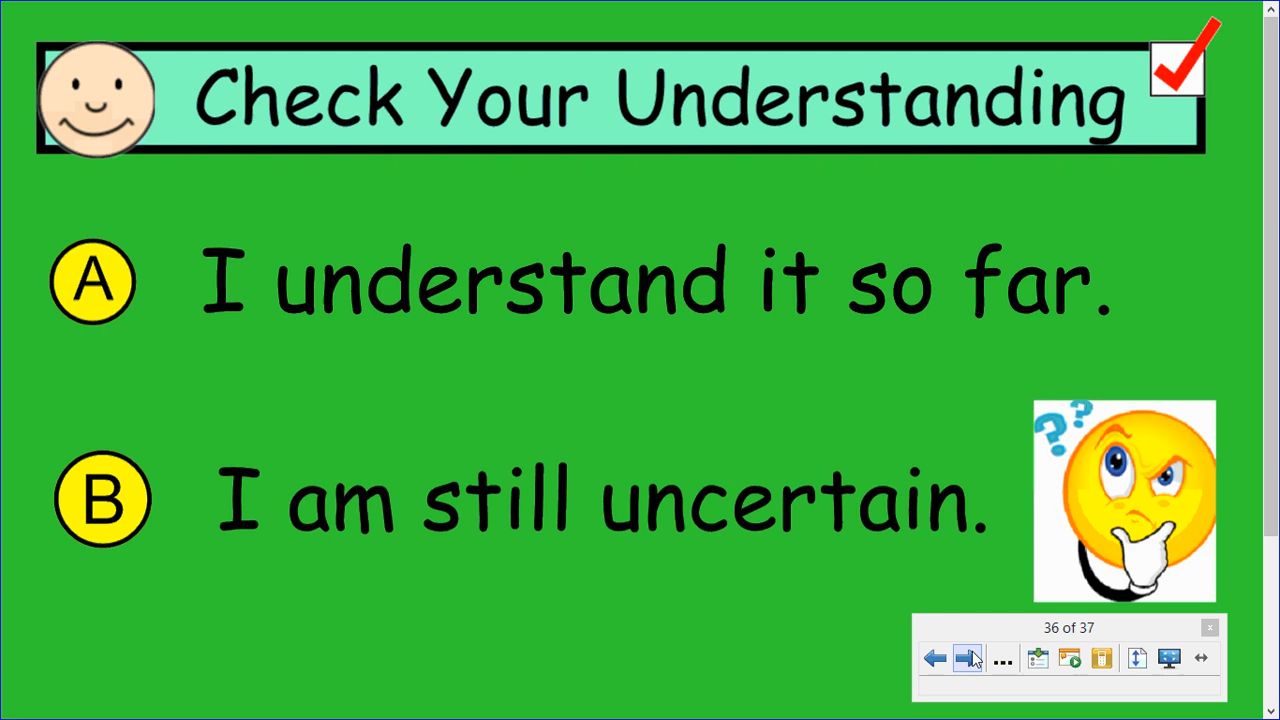 Check Your Understanding
A I understand it so far.
??
B I am still uncertain.
36 of 37